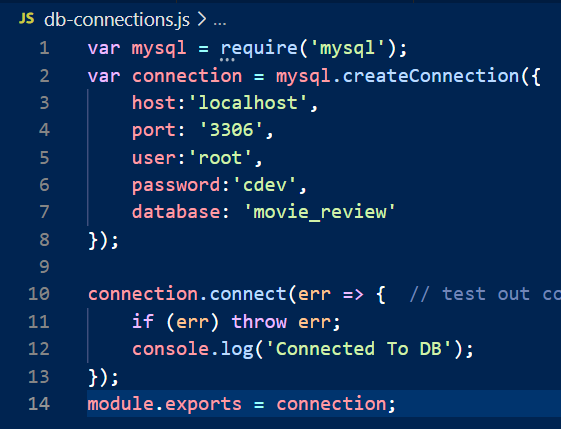 JS db-connections.js > ...
1 var mysql = require('mysql');
2 var connection = mysql.createConnection({
3 host:'localhost',
4 port: '3306',
5 user:'root',
6 password:'cdev',
7 database: 'movie_review'
8 });
9
10 connection.connect(err => { // test out
11 if (err) throw err;
12 console.log('Connected To DB');
13 });
14 module.exports = connection;